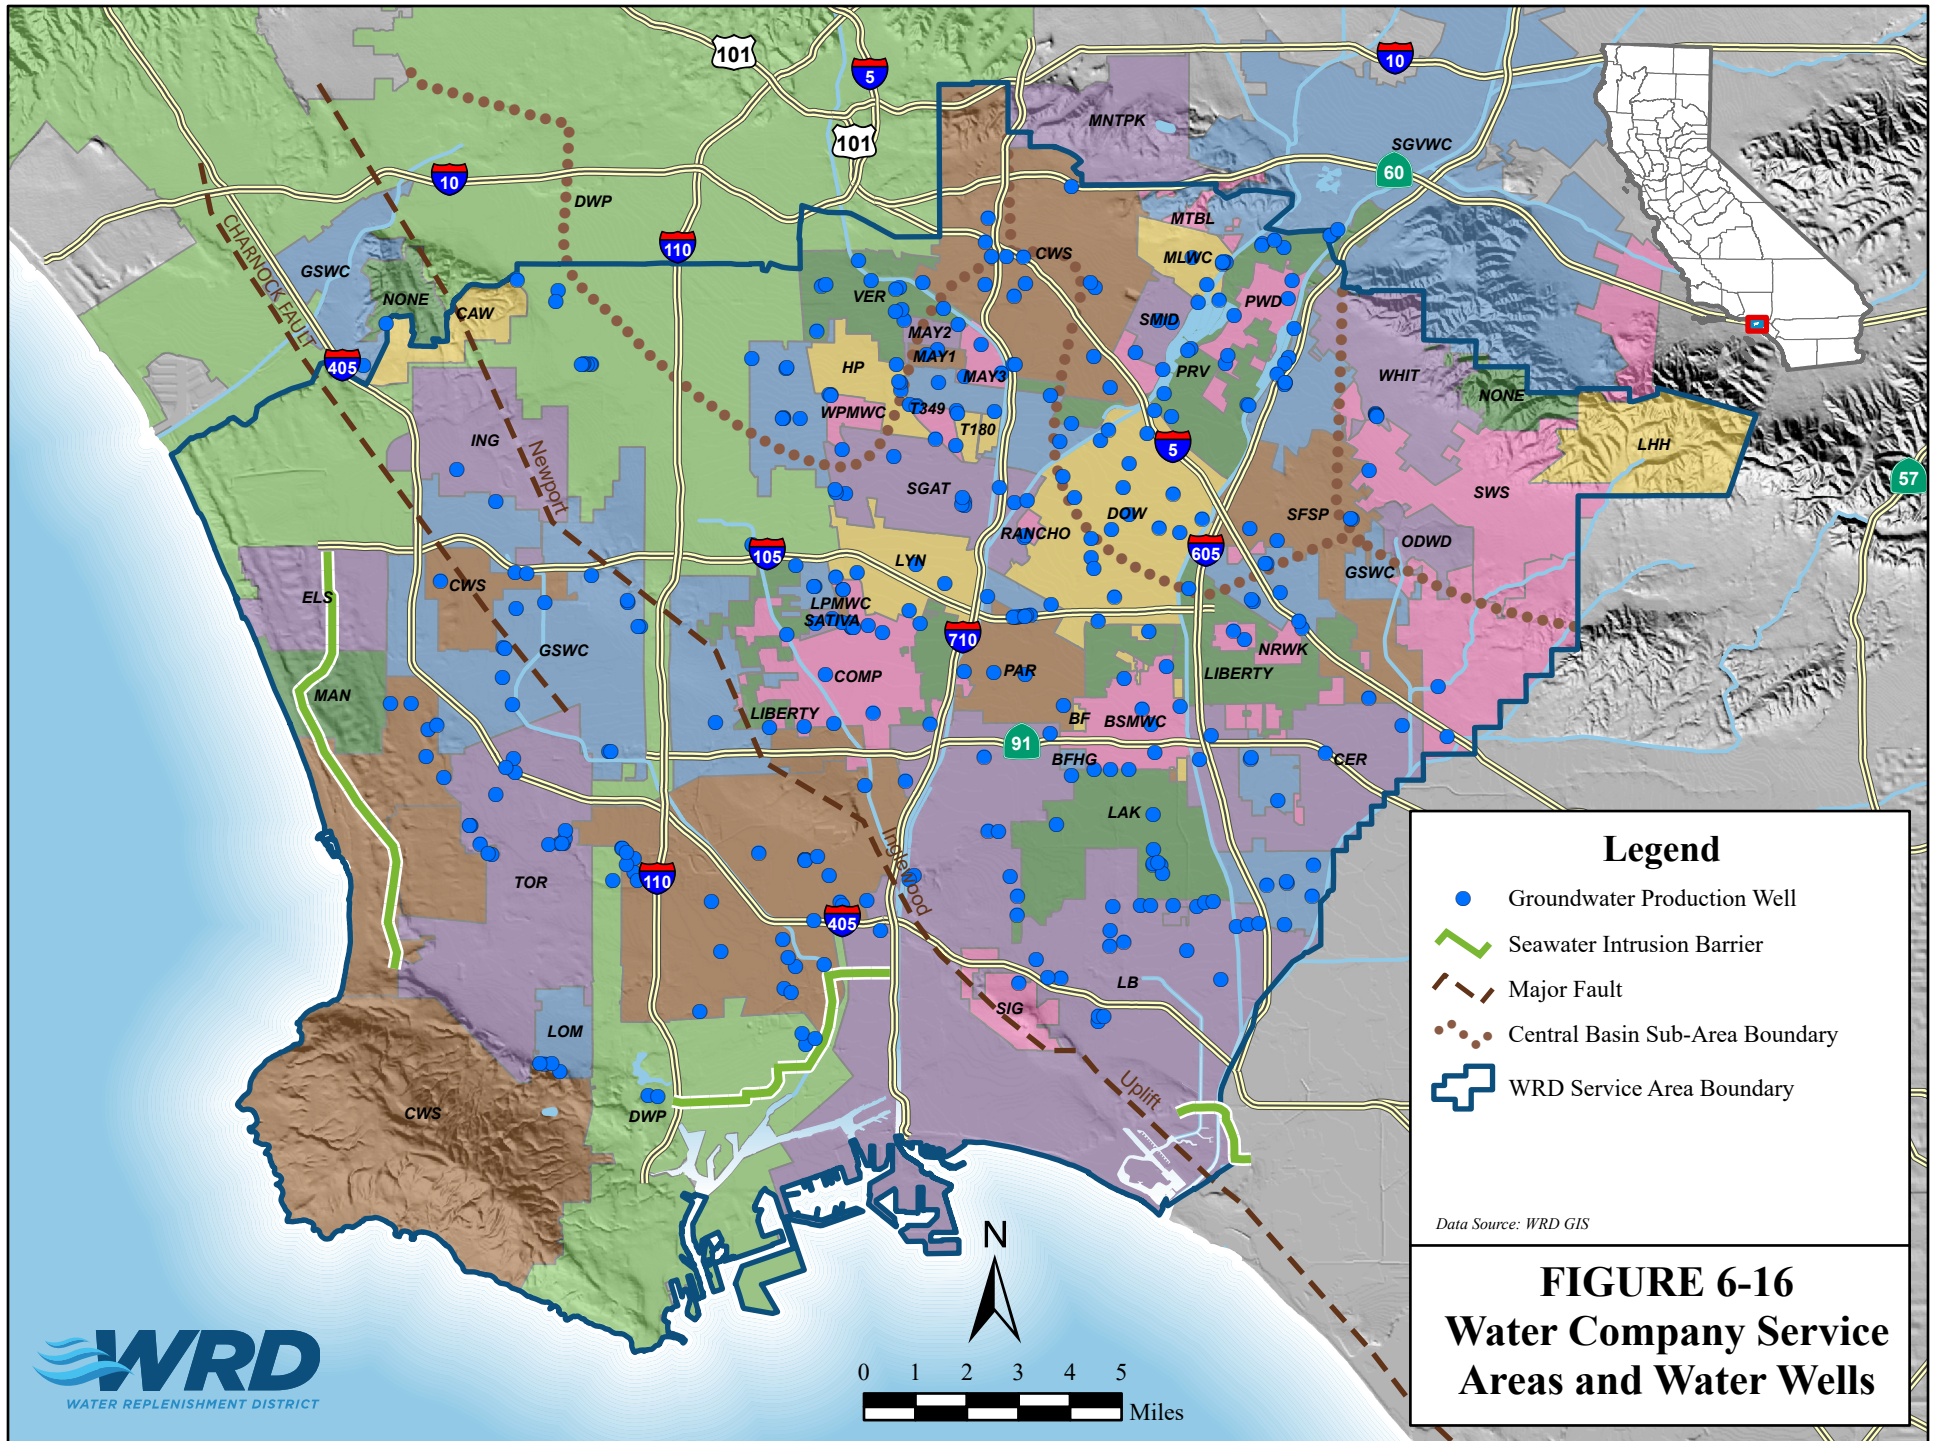 101
5
10
MNTPK
101
SGVWC
60
10
DWP
MTBL
CHARNOCK FAULT
110
CWS
GSWC
MLWC
NONE
VER
PWD
CAW
SMID
MAY2
MAY1
405
HP
PRV
MAY3
WHIT
NONE
WPMWC
T349
T180
ING
5
LHH
Newport
57
SGAT
SWS
DOW
SFSP
RANCHO
ODWD
105
605
LYN
GSWC
CWS
ELS
LPMWC
SATIVA
710
GSWC
NRWK
PAR
LIBERTY
COMP
MAN
LIBERTY
BF
BSMWC
91
BFHG
CER
LAK
Inglewood
TOR
110
405
LB
SIG
LOM
Uplift
CWS
DWP
Legend
Groundwater Production Well
Seawater Intrusion Barrier
Major Fault
Central Basin Sub-Area Boundary
WRD Service Area Boundary
Data Source: WRD GIS
N
FIGURE 6-16
Water Company Service
Areas and Water Wells
WRD
WATER REPLENISHMENT DISTRICT
0 1 2 3 4 5
Miles